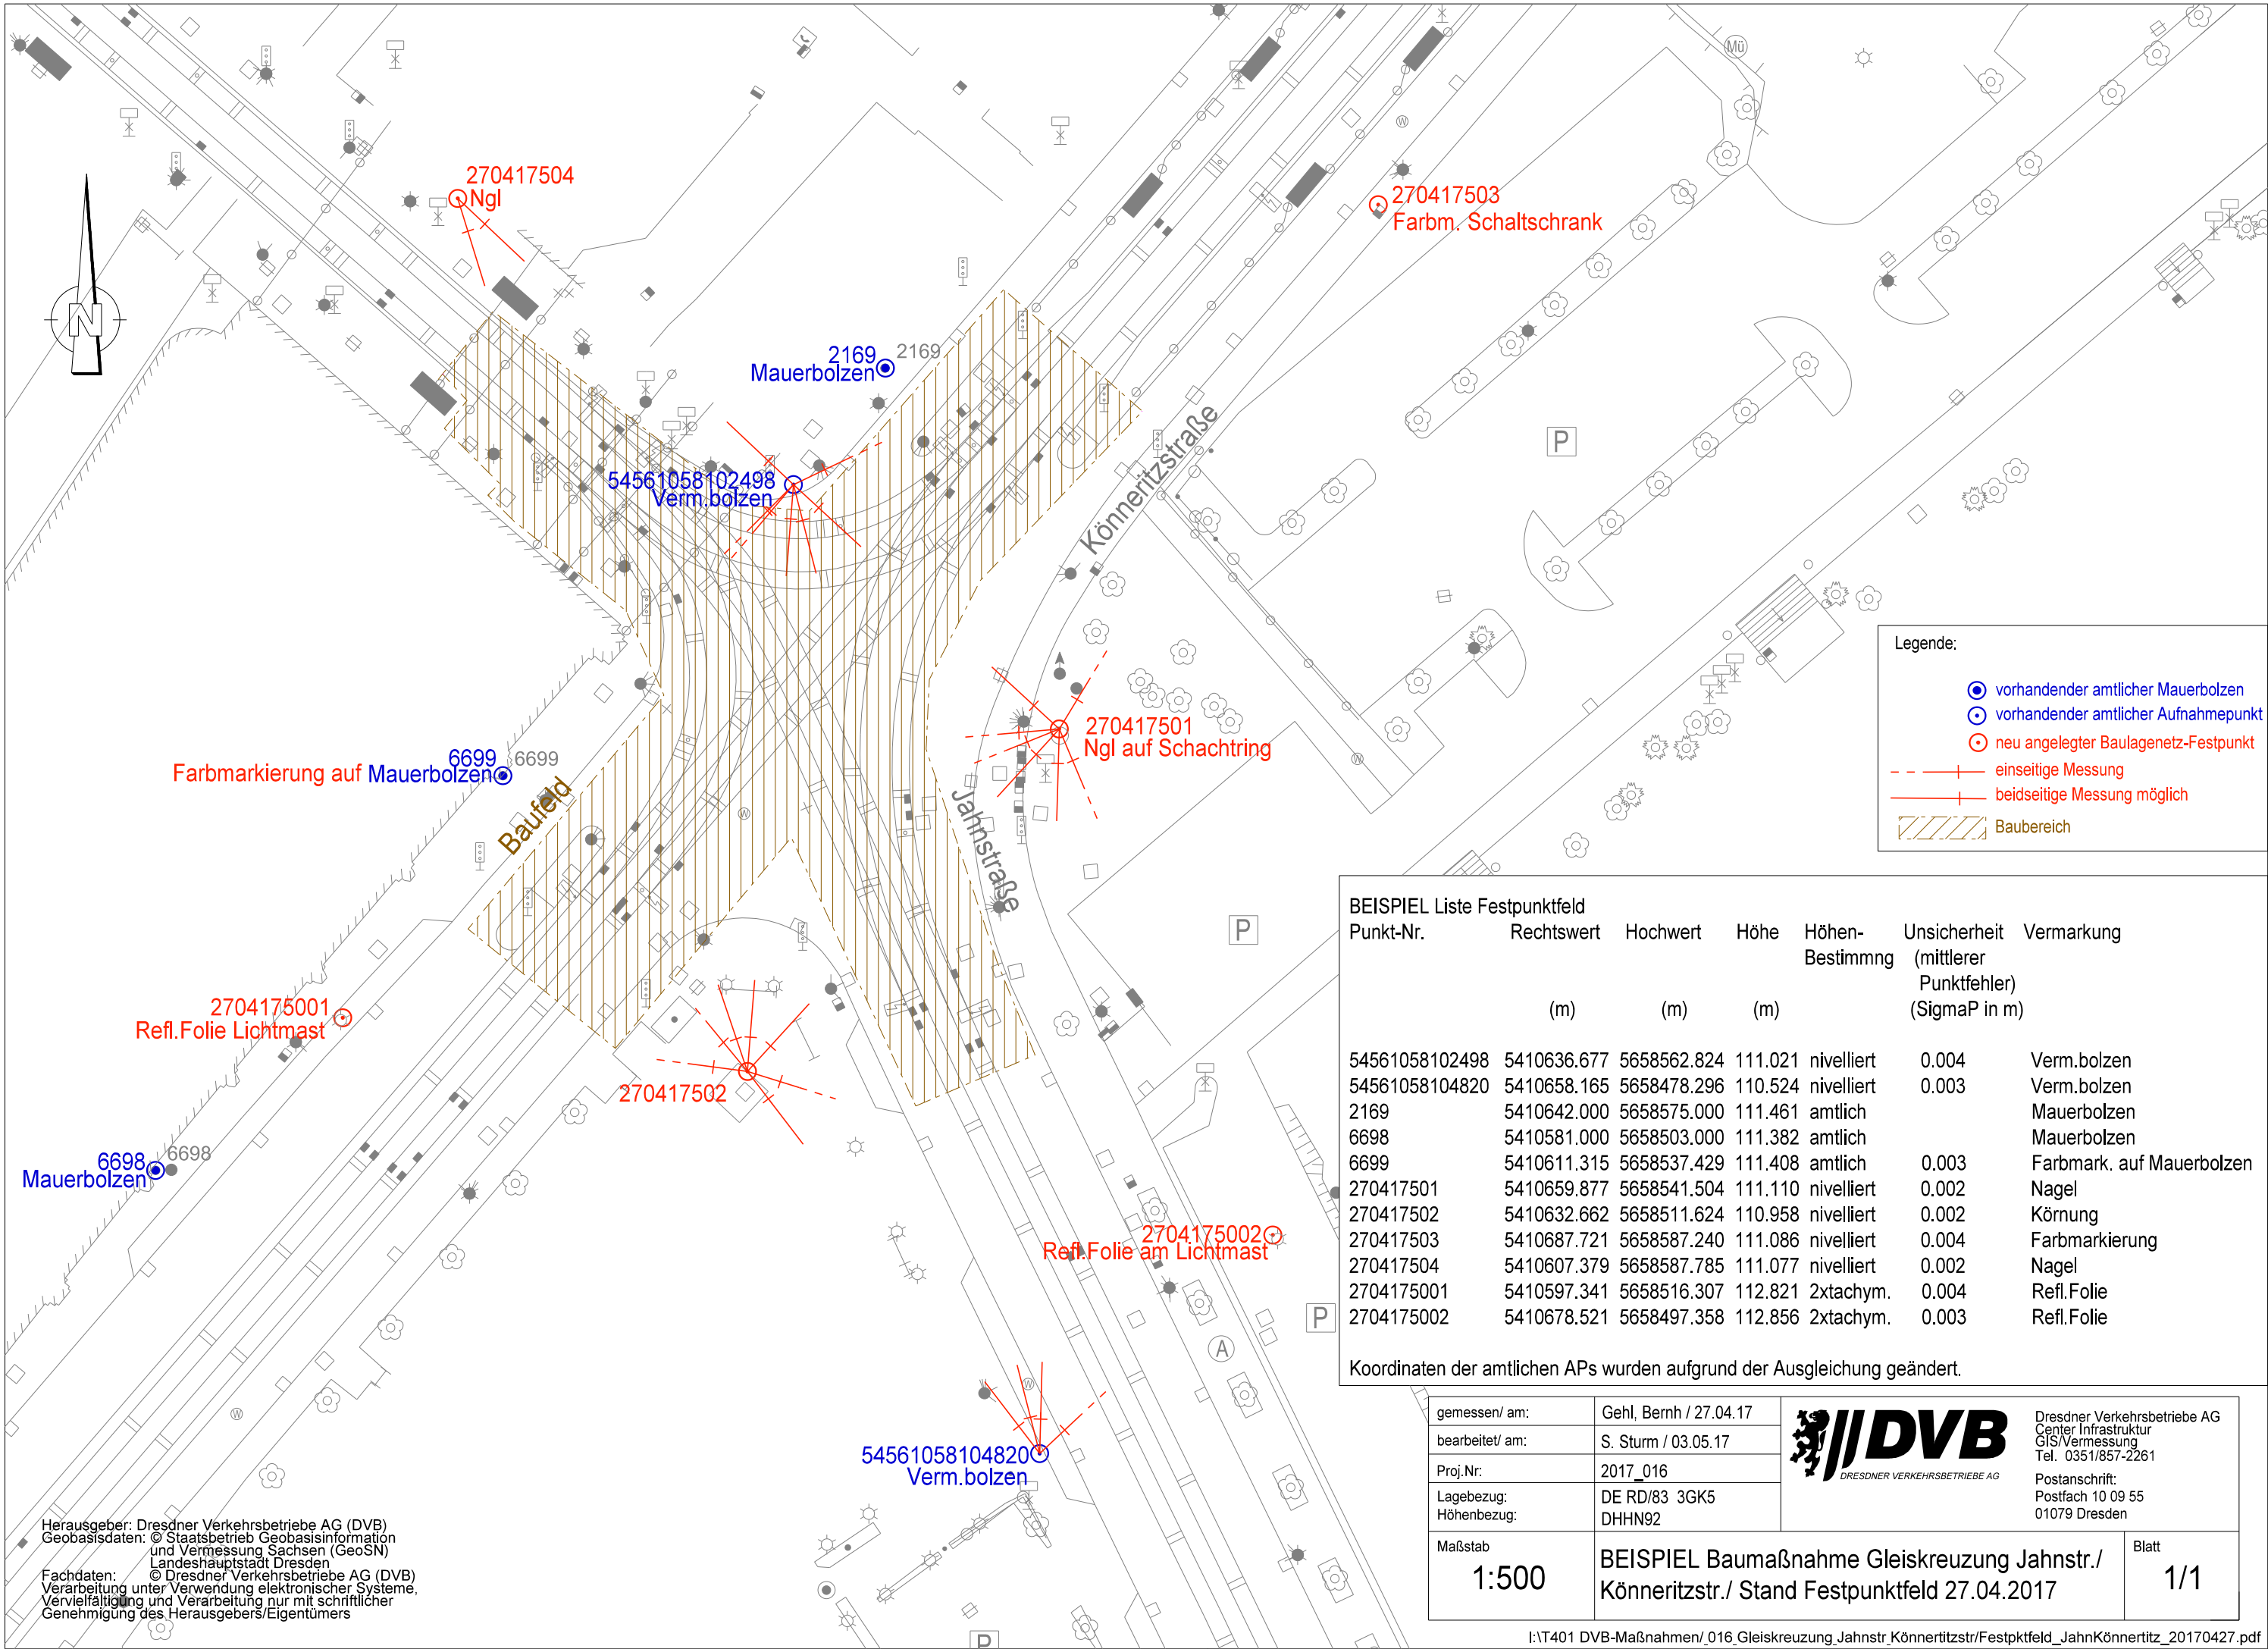 Mü
270417504
Ngl
270417503
Farbm. Schaltschrank
N
2169
2169
Mauerbolzen
Könneritzstraße
P
54561058102498
Verm.bolzen
Legende:
vorhandender amtlicher Mauerbolzen
vorhandender amtlicher Aufnahmepunkt
neu angelegter Baulagenetz-Festpunkt
einseitige Messung
beidseitige Messung möglich
Baubereich
270417501
Ngl auf Schachtring
6699
6699
Farbmarkierung auf Mauerbolzen
Baufeld
Jahnstraße
W
W
W
W
W
P
2704175001
Refl.Folie Lichtmast
270417502
6698
6698
Mauerbolzen
2704175002
Refl.Folie am Lichtmast
P
A
54561058104820
Verm.bolzen
P
BEISPIEL Liste Festpunktfeld
Punkt-Nr. Rechtswert Hochwert Höhe Höhen- Unsicherheit Vermarkung
Bestimmng (mittlerer
Punktfehler)
(m) (m) (m) (SigmaP in m)
54561058102498 5410636.677 5658562.824 111.021 nivelliert 0.004 Verm.bolzen
54561058104820 5410658.165 5658478.296 110.524 nivelliert 0.003 Verm.bolzen
2169 5410642.000 5658575.000 111.461 amtlich Mauerbolzen
6698 5410581.000 5658503.000 111.382 amtlich Mauerbolzen
6699 5410611.315 5658537.429 111.408 amtlich 0.003 Farbmark. auf Mauerbolzen
270417501 5410659.877 5658541.504 111.110 nivelliert 0.002 Nagel
270417502 5410632.662 5658511.624 110.958 nivelliert 0.002 Körnung
270417503 5410687.721 5658587.240 111.086 nivelliert 0.004 Farbmarkierung
270417504 5410607.379 5658587.785 111.077 nivelliert 0.002 Nagel
2704175001 5410597.341 5658516.307 112.821 2xtachym. 0.004 Refl.Folie
2704175002 5410678.521 5658497.358 112.856 2xtachym. 0.003 Refl.Folie
Koordinaten der amtlichen APs wurden aufgrund der Ausgleichung geändert.
gemessen/ am: Gehl, Bernh / 27.04.17
bearbeitet/ am: S. Sturm / 03.05.17
Proj.Nr: 2017_016
Lagebezug: DE RD/83 3GK5
Höhenbezug: DHHN92
DVB
DRESDNER VERKEHRSBETRIEBE AG
Dresdner Verkehrsbetriebe AG
Center Infrastruktur
GIS/Vermessung
Tel. 0351/857-2261
Postanschrift:
Postfach 10 09 55
01079 Dresden
Maßstab
1:500
BEISPIEL Baumaßnahme Gleiskreuzung Jahnstr./
Könneritzstr./ Stand Festpunktfeld 27.04.2017
Blatt
1/1
Herausgeber: Dresdner Verkehrsbetriebe AG (DVB)
Geobasisdaten: © Staatsbetrieb Geobasisinformation
und Vermessung Sachsen (GeoSN)
Landeshauptstadt Dresden
Fachdaten: © Dresdner Verkehrsbetriebe AG (DVB)
Verarbeitung unter Verwendung elektronischer Systeme,
Vervielfältigung und Verarbeitung nur mit schriftlicher
Genehmigung des Herausgebers/Eigentümers
I:\T401 DVB-Maßnahmen/_016_Gleiskreuzung_Jahnstr_Könnertitzstr/Festpktfeld_JahnKönnertitz_20170427.pdf